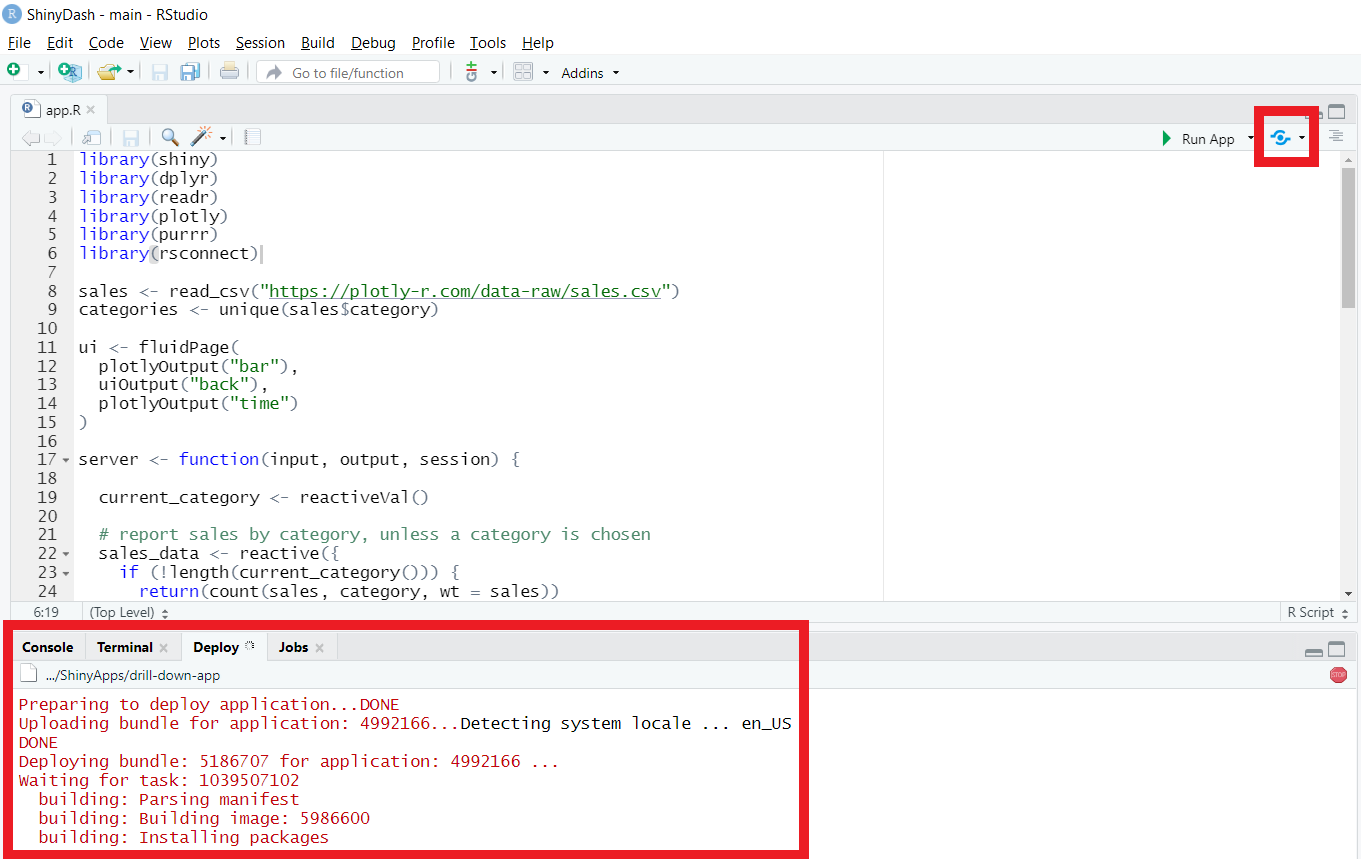 ShinyDash - main - RStudio
File Edit Code View Plots Session Build Debug Profile Tools Help
Go to file/function Addins
app.R
Run App
1 library(shiny)
2 library(dplyr)
3 library(readr)
4 library(plotly)
5 library(purrr)
6 library(rsconnect)
7
8 sales <- read_csv("https://plotly-r.com/data-raw/sales.csv")
9 categories <- unique(sales$category)
10
11 ui <- fluidPage(
12   plotlyOutput("bar"),
13   uiOutput("back"),
14   plotlyOutput("time")
15 )
16
17 server <- function(input, output, session) {
18
19   current_category <- reactiveVal()
20
21   # report sales by category, unless a category is chosen
22   sales_data <- reactive({
23     if (!length(current_category())) {
24       return(count(sales, category, wt = sales))
6:19 (Top Level) R Script
Console Terminal Deploy Jobs
.../ShinyApps/drill-down-app STOP
Preparing to deploy application...DONE
Uploading bundle for application: 4992166...Detecting system locale ... en_US
DONE
Deploying bundle: 5186707 for application: 4992166 ...
Waiting for task: 1039507102
  building: Parsing manifest
  building: Building image: 5986600
  building: Installing packages